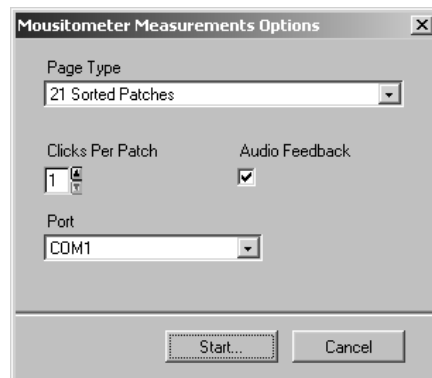 Mousitometer Measurements Options
Page Type
21 Sorted Patches
Clicks Per Patch Audio Feedback
1
Port
COM1
Start... Cancel